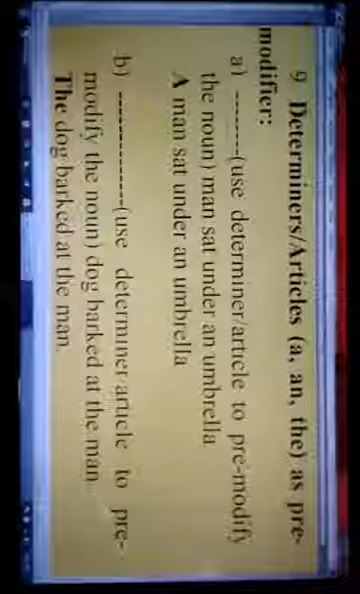 9 Determiners/Articles (a, an, the) as pre-
modifier:
a) --------(use determiner/article to pre-modify
the noun) man sat under an umbrella.
A man sat under an umbrella
b) --------------(use determiner/article to pre-
modify the noun) dog barked at the man
The dog barked at the man.